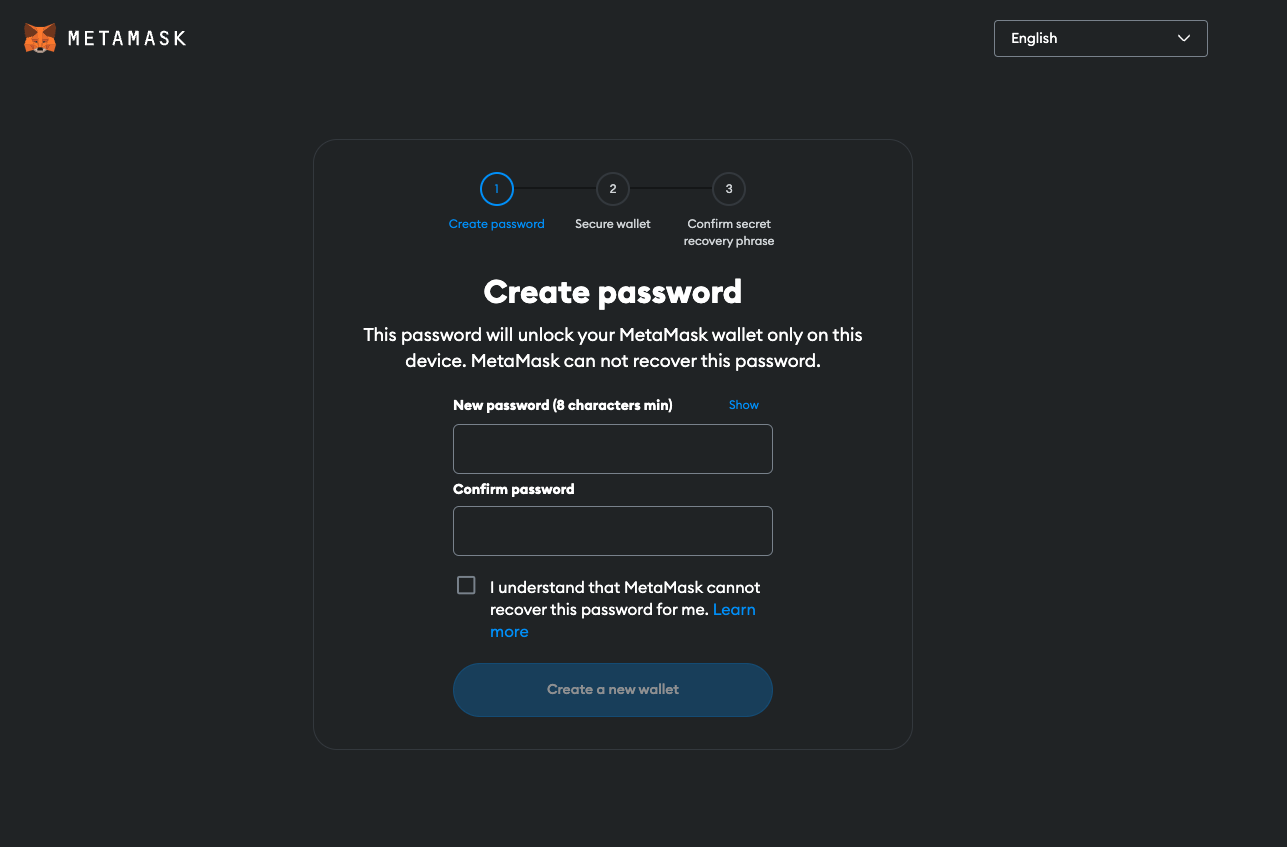 METAMASK
English
1
2
3
Create password
Secure wallet
Confirm secret
recovery phrase
Create password
This password will unlock your MetaMask wallet only on this
device. MetaMask can not recover this password.
New password (8 characters min)
Show
Confirm password
I understand that MetaMask cannot
recover this password for me. Learn
more
Create a new wallet